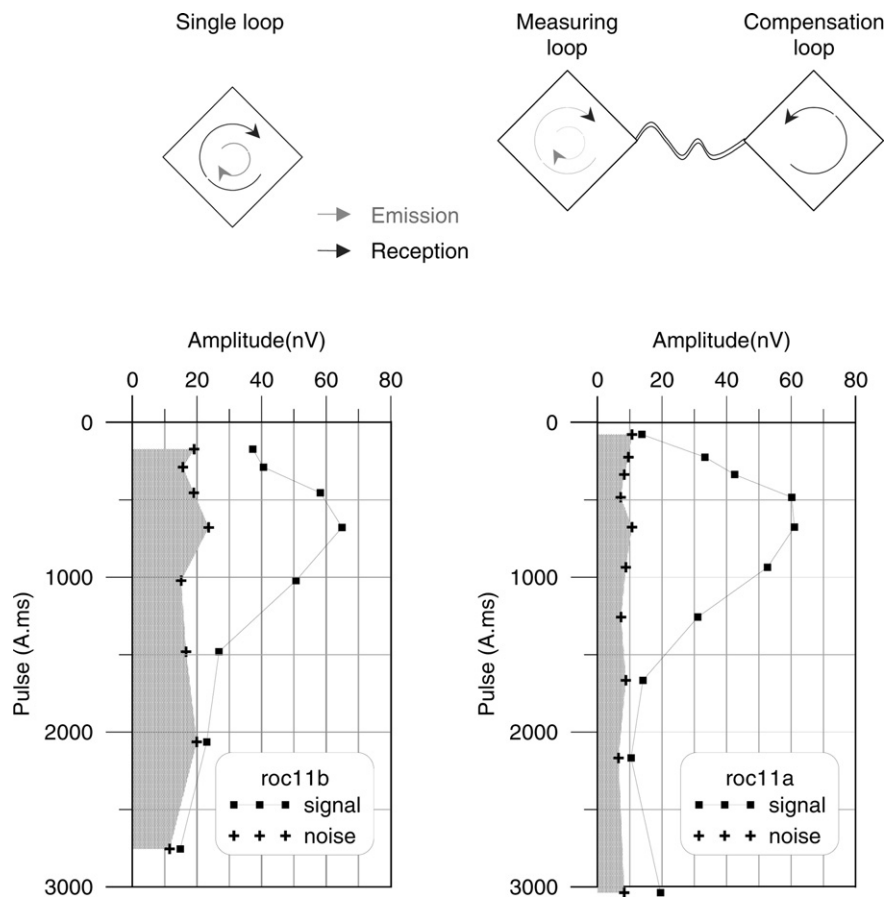 Single loop
Measuring
loop
Compensation
loop
Emission
Reception
Amplitude(nV)
0 20 40 60 80
0
1000
2000
3000
Pulse (A.ms)
roc11b
signal
noise
Amplitude(nV)
0 20 40 60 80
0
1000
2000
3000
Pulse (A.ms)
roc11a
signal
noise